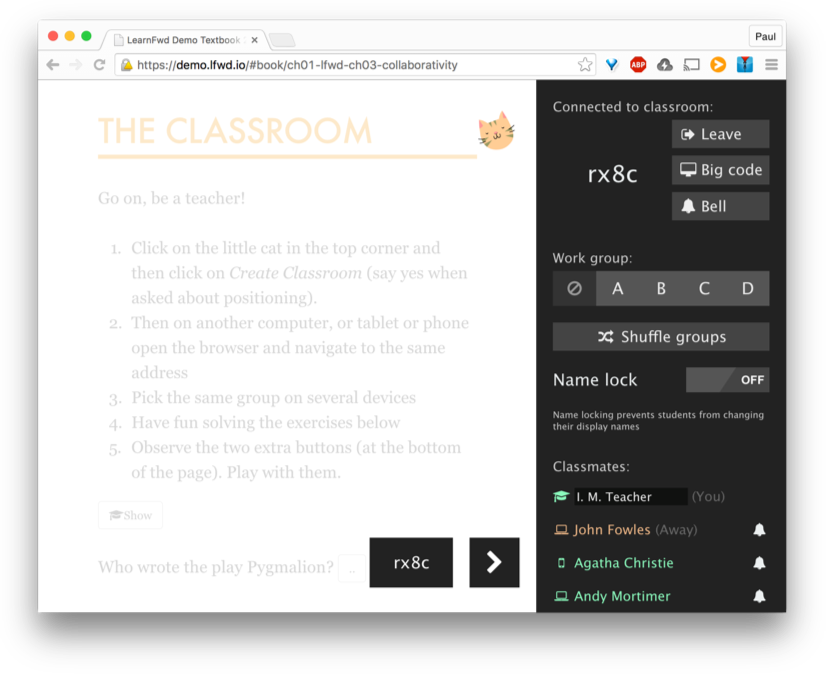 LearnFwd Demo Textbook
Paul
https://demo.lfwd.io/#book/ch01-lfwd-ch03-collaborativity
ABP
THE CLASSROOM
Go on, be a teacher!
1. Click on the little cat in the top corner and
then click on Create Classroom (say yes when
asked about positioning).
2. Then on another computer, or tablet or phone
open the browser and navigate to the same
address
3. Pick the same group on several devices
4. Have fun solving the exercises below
5. Observe the two extra buttons (at the bottom
of the page). Play with them.
Show
Who wrote the play Pygmalion? ..
rx8c
Connected to classroom:
rx8c
Leave
Big code
Bell
Work group:
A B C D
Shuffle groups
Name lock OFF
Name locking prevents students from changing
their display names
Classmates:
I. M. Teacher (You)
John Fowles (Away)
Agatha Christie
Andy Mortimer